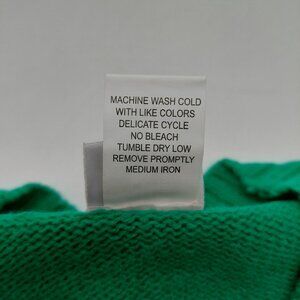 MACHINE WASH COLD
WITH LIKE COLORS
DELICATE CYCLE
NO BLEACH
TUMBLE DRY LOW
REMOVE PROMPTLY
MEDIUM IRON